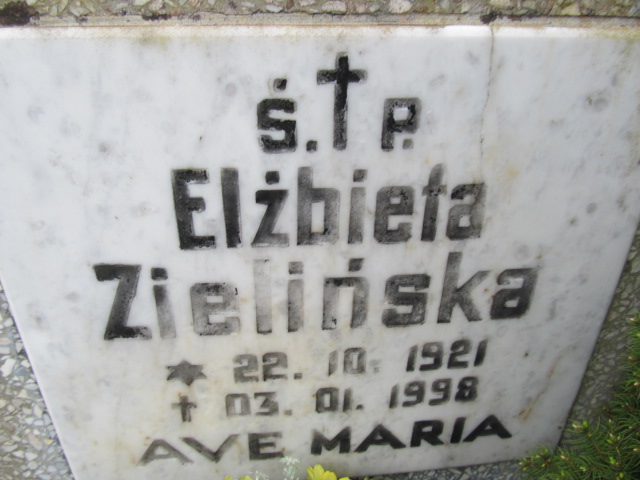 Ś. † P.
Elżbieta
Zielińska
* 22. 10. 1921
† 03. 01. 1998
AVE MARIA